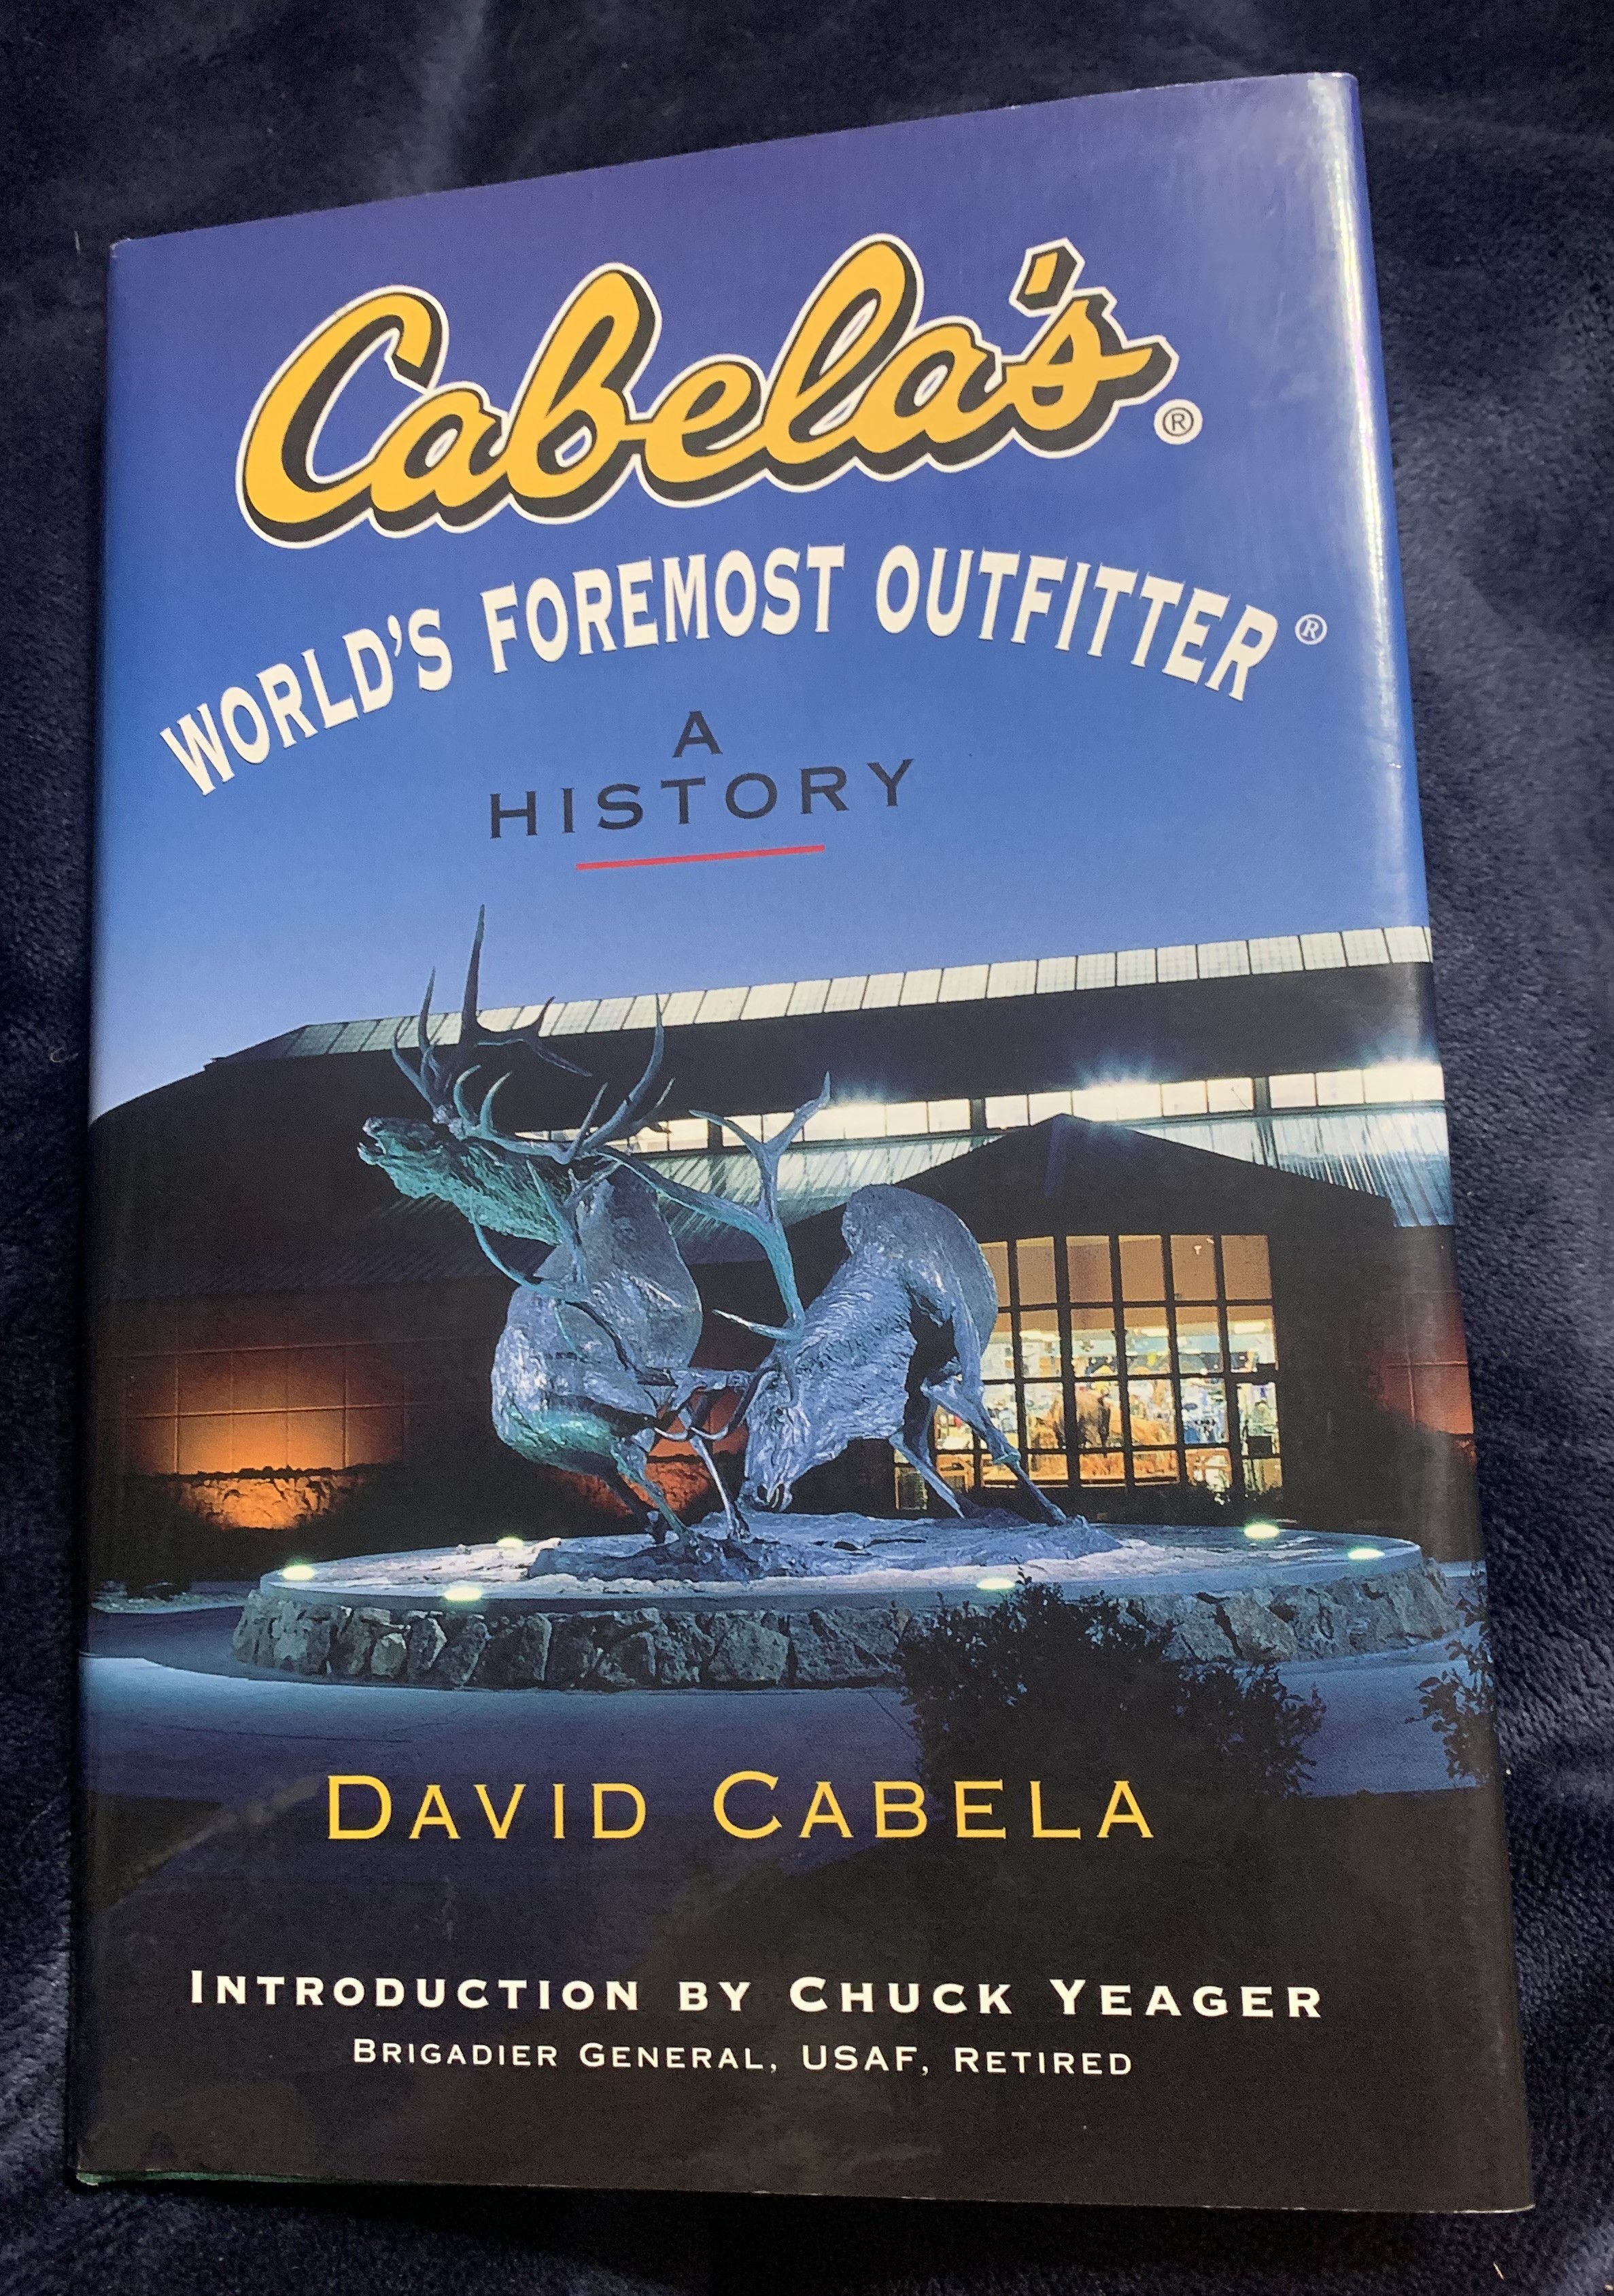 Cabela's®
WORLD'S FOREMOST OUTFITTER®
A
HISTORY
DAVID CABELA
INTRODUCTION BY CHUCK YEAGER
BRIGADIER GENERAL, USAF, RETIRED